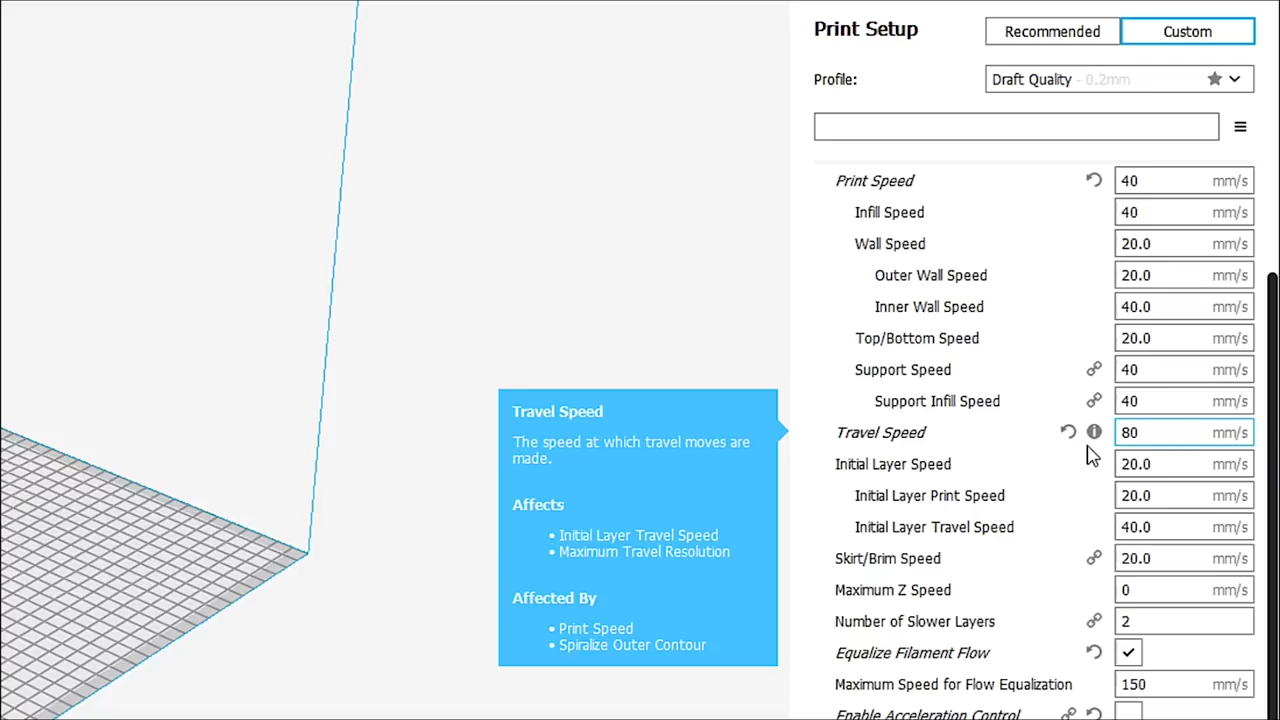 Print Setup
Recommended
Custom
Profile:
Draft Quality - 0.2mm
Print Speed 40 mm/s
Infill Speed 40 mm/s
Wall Speed 20.0 mm/s
Outer Wall Speed 20.0 mm/s
Inner Wall Speed 40.0 mm/s
Top/Bottom Speed 20.0 mm/s
Support Speed 40 mm/s
Support Infill Speed 40 mm/s
Travel Speed 80 mm/s
Initial Layer Speed 20.0 mm/s
Initial Layer Print Speed 20.0 mm/s
Initial Layer Travel Speed 40.0 mm/s
Skirt/Brim Speed 20.0 mm/s
Maximum Z Speed 0 mm/s
Number of Slower Layers 2
Equalize Filament Flow
Maximum Speed for Flow Equalization 150 mm/s
Enable Acceleration Control
Travel Speed
The speed at which travel moves are
made.
Affects
• Initial Layer Travel Speed
• Maximum Travel Resolution
Affected By
• Print Speed
• Spiralize Outer Contour